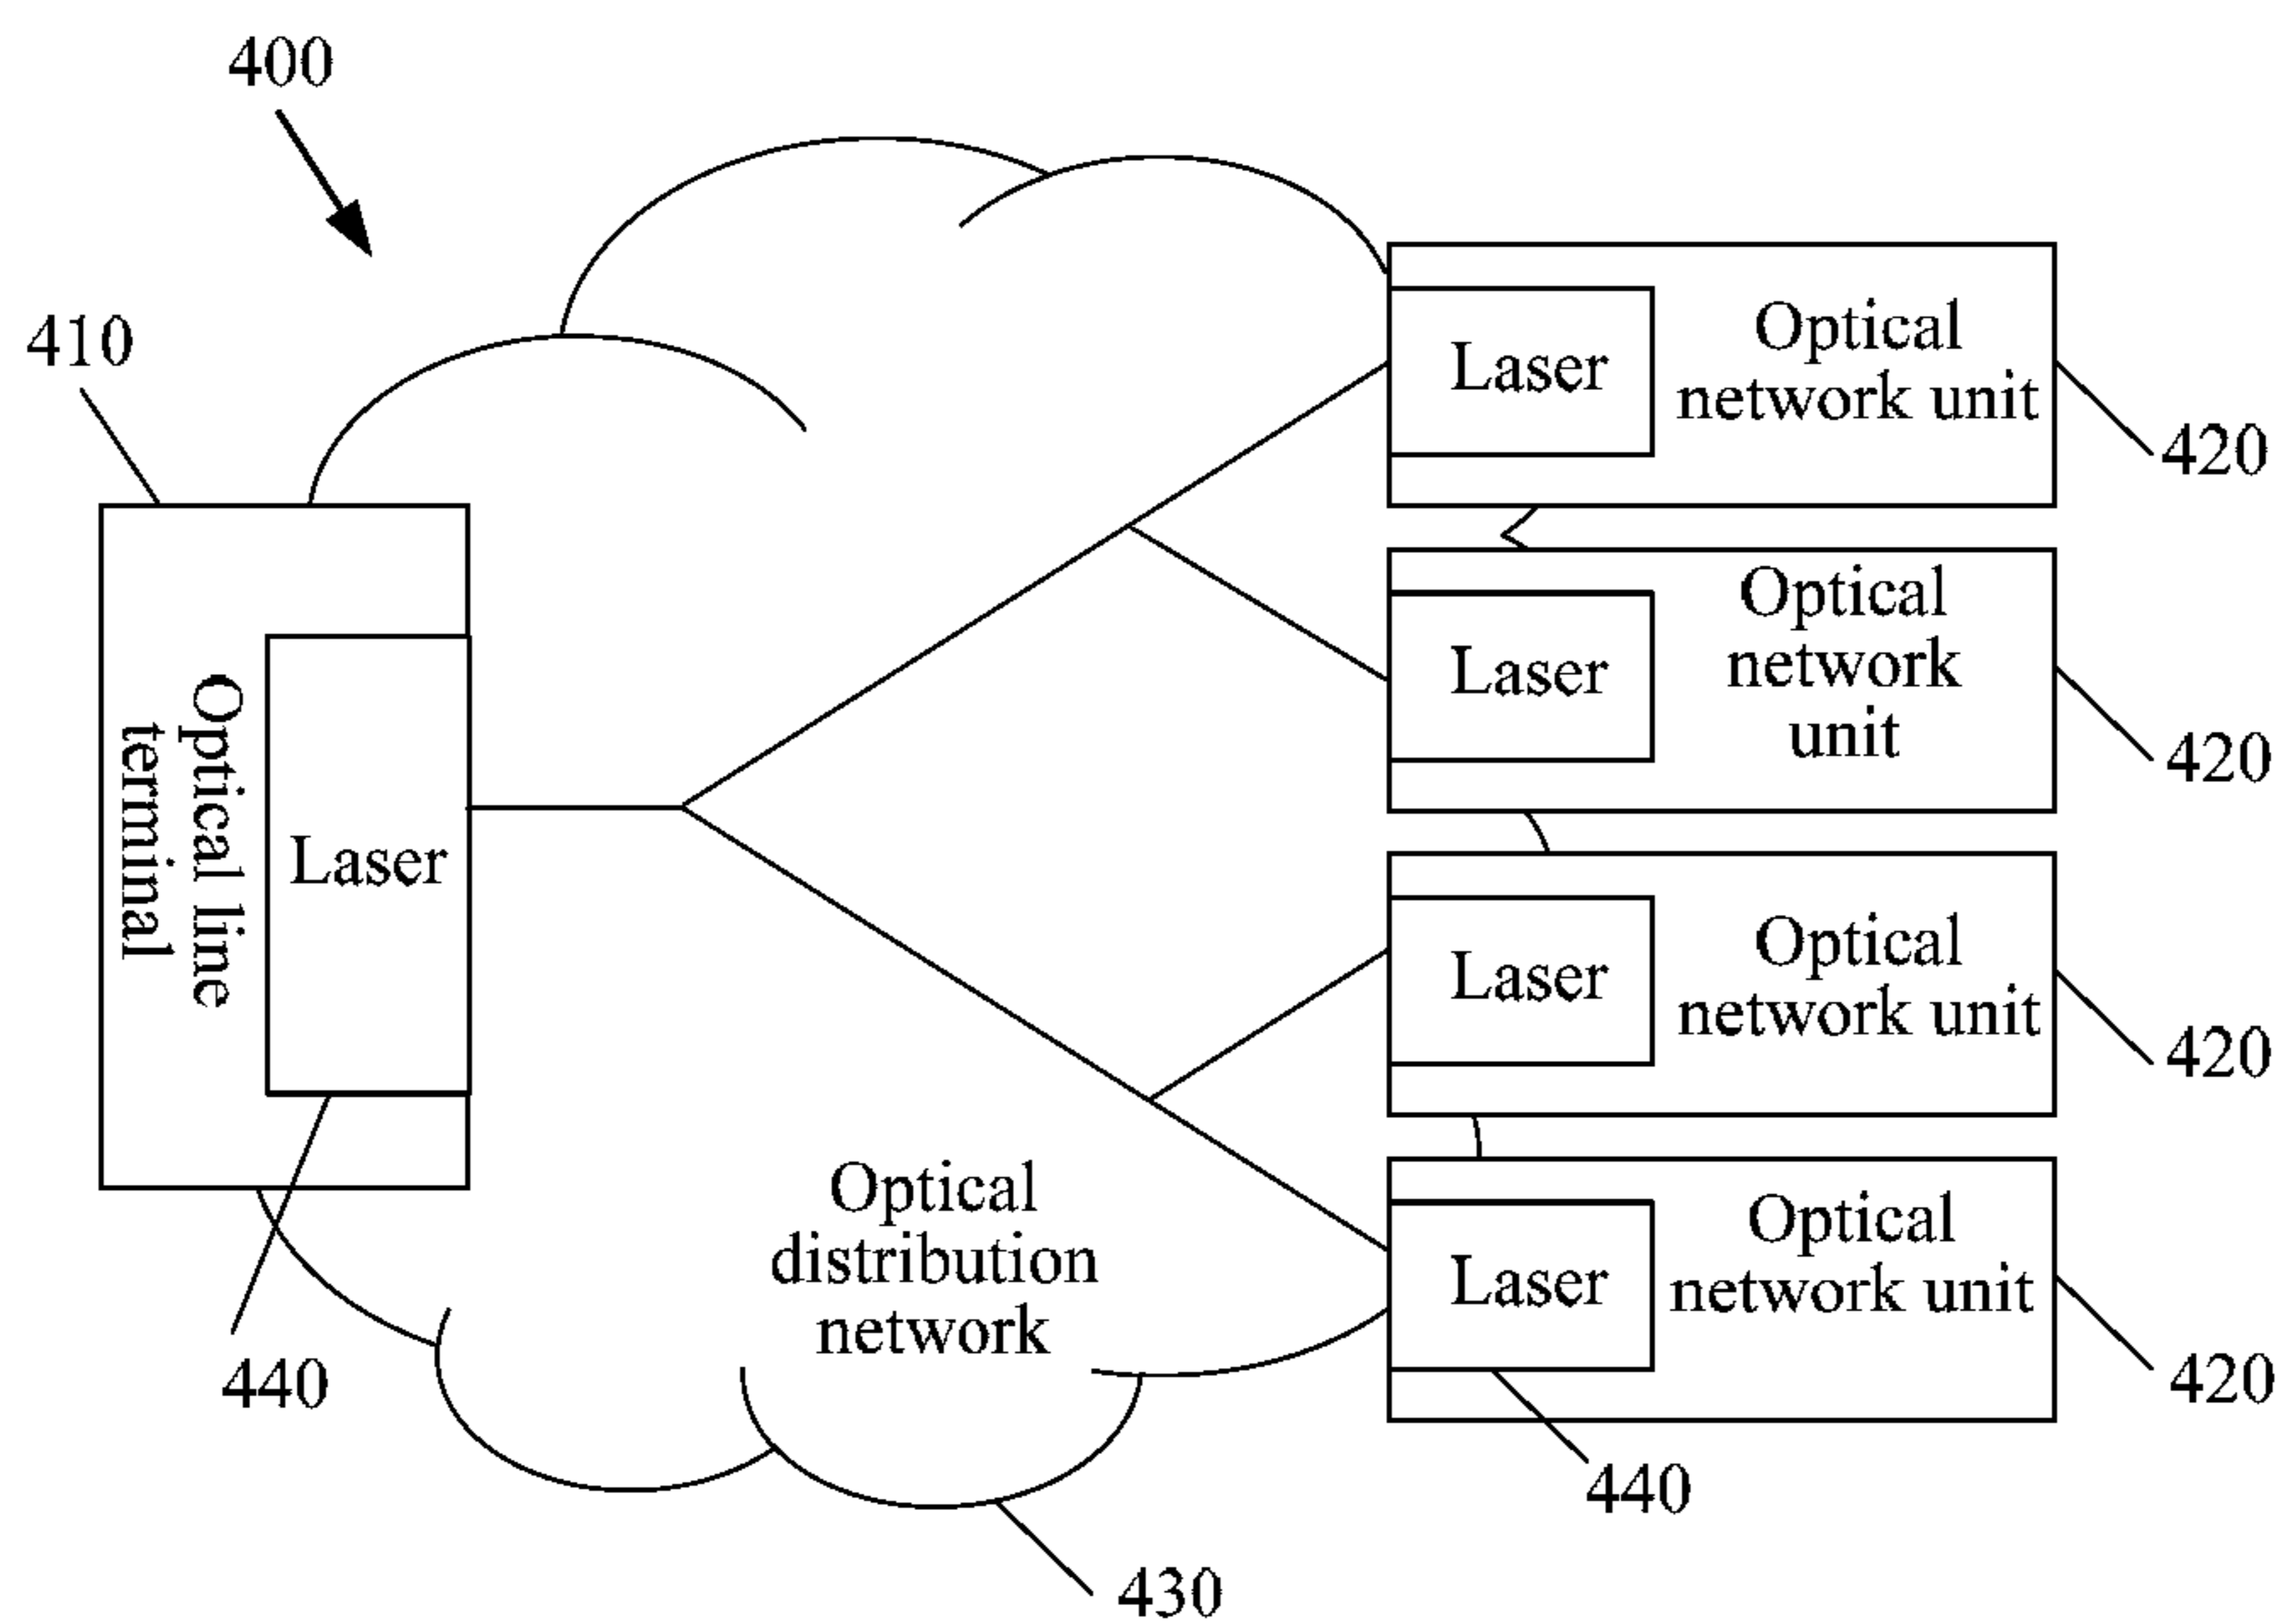 400
410
Optical line
terminal
Laser
440
Optical
distribution
network
430
Laser
Optical
network unit
420
Laser
Optical
network
unit
420
Laser
Optical
network unit
420
Laser
Optical
network unit
420
440